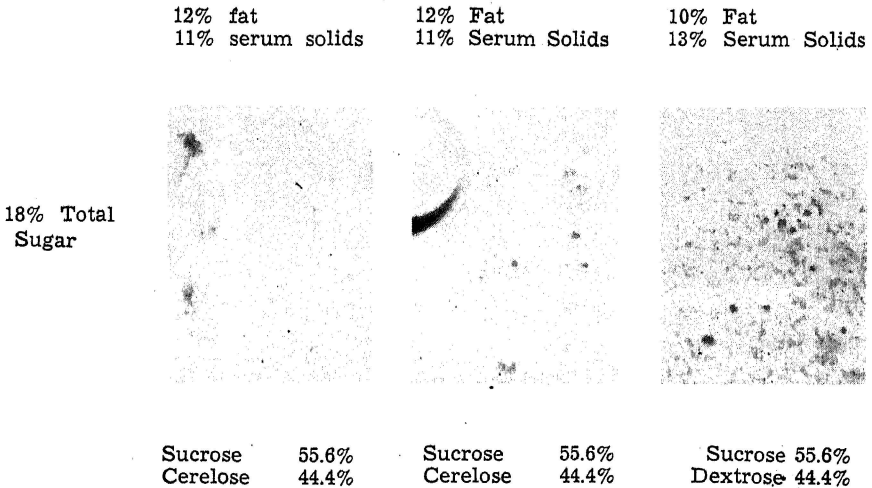 12% fat
11% serum solids
12% Fat
11% Serum Solids
10% Fat
13% Serum Solids
18% Total
Sugar
Sucrose 55.6%
Cerelose 44.4%
Sucrose 55.6%
Cerelose 44.4%
Sucrose 55.6%
Dextrose 44.4%